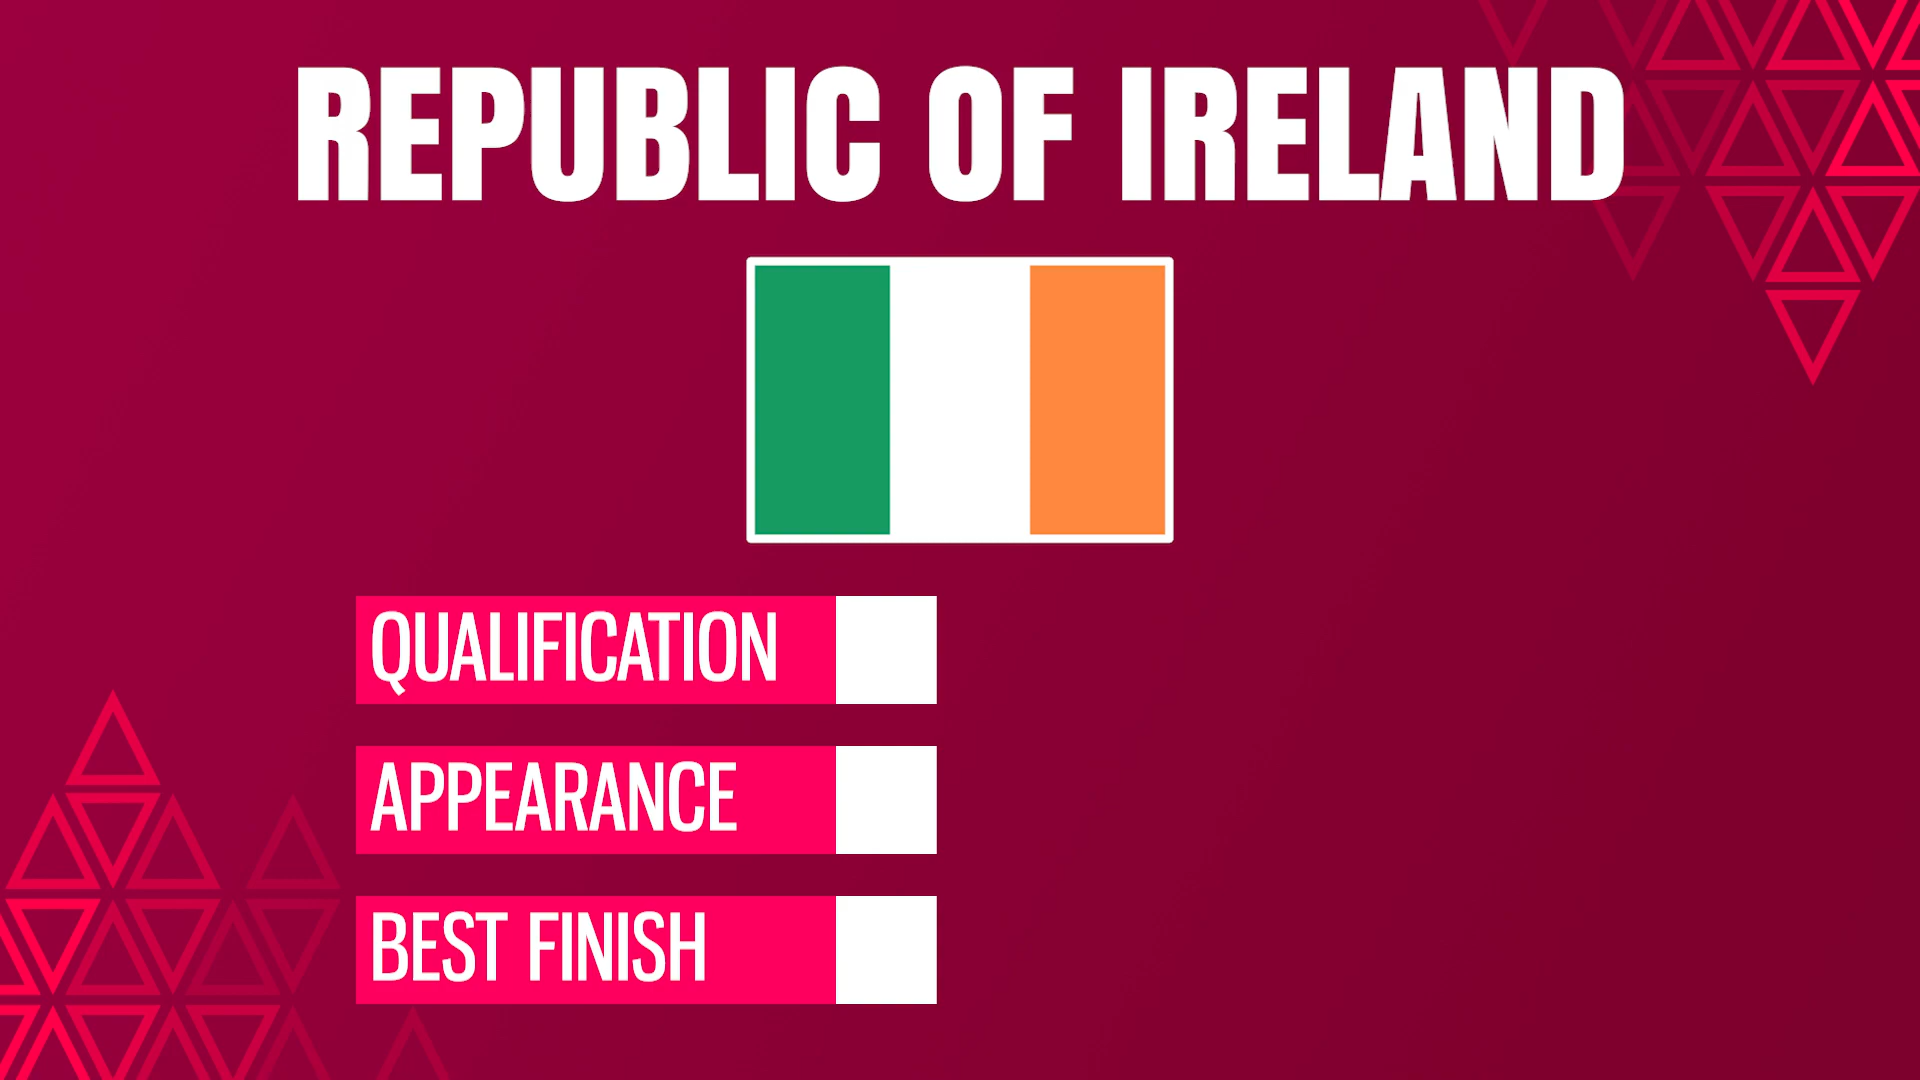 REPUBLIC OF IRELAND
QUALIFICATION
APPEARANCE
BEST FINISH